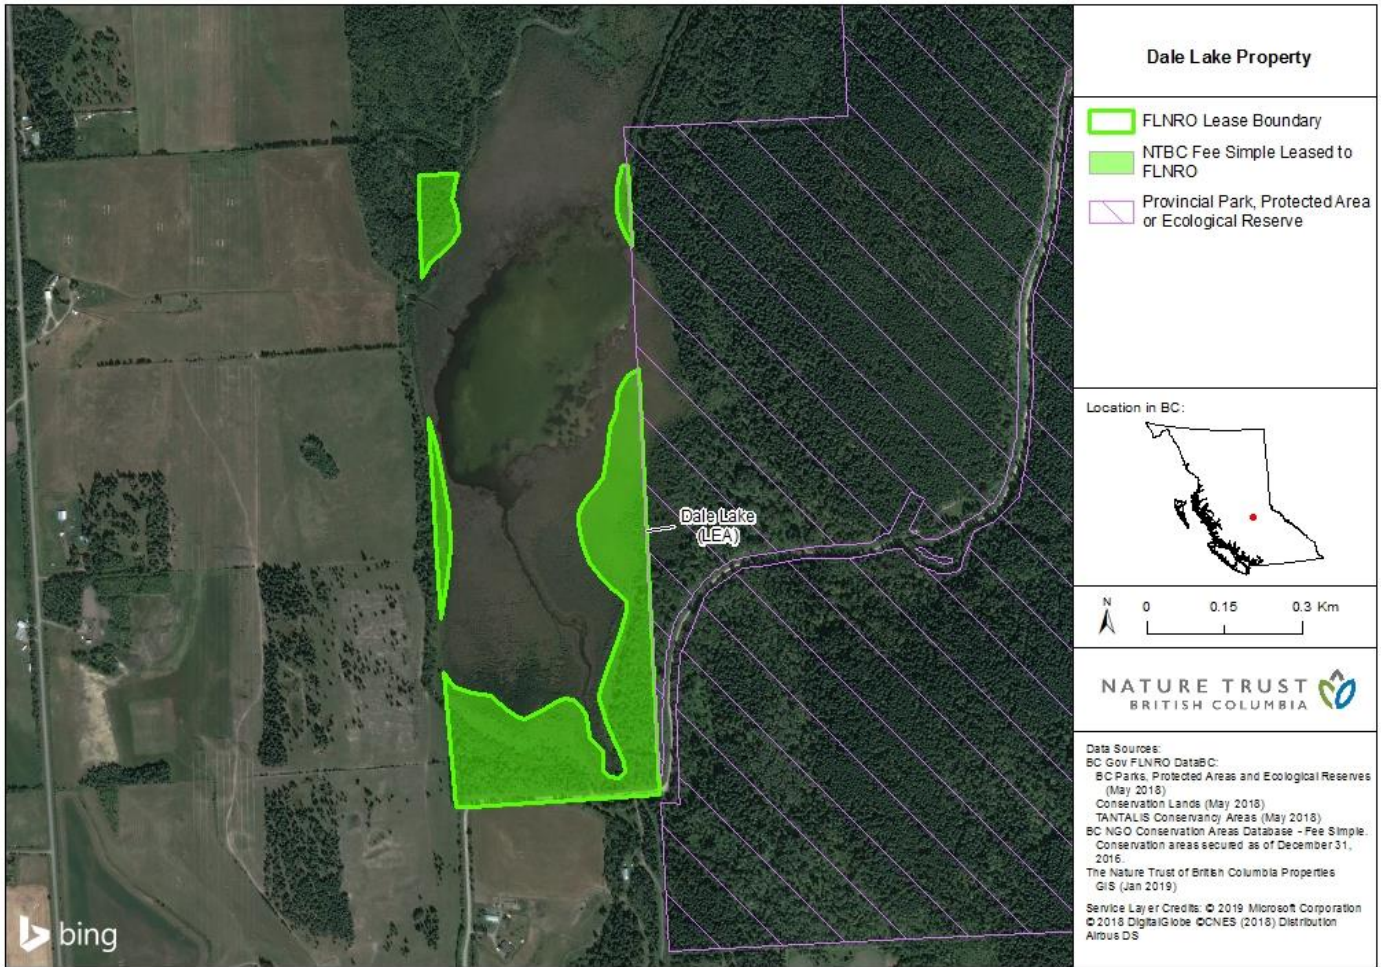 Dale Lake Property
FLNRO Lease Boundary
NTBC Fee Simple Leased to
FLNRO
Provincial Park, Protected Area
or Ecological Reserve
Dale Lake
(LEA)
Location in BC:
N
0 0.15 0.3 Km
NATURE TRUST
BRITISH COLUMBIA
Data Sources:
BC Gov FLNRO DataBC:
BC Parks, Protected Areas and Ecological Reserves
(May 2018)
Conservation Lands (May 2018)
TANTALIS Conservancy Areas (May 2018)
BC NGO Conservation Areas Database - Fee Simple.
Conservation areas secured as of December 31,
2016.
The Nature Trust of British Columbia Properties
GIS (Jan 2019)
Service Layer Credits: © 2019 Microsoft Corporation
© 2018 DigitalGlobe ©CNES (2018) Distribution
Airbus DS
bing